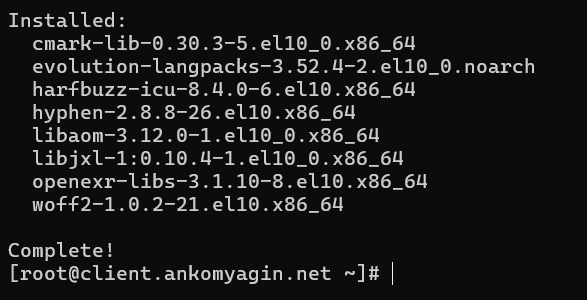 Installed:
  cmark-lib-0.30.3-5.el10_0.x86_64
  evolution-langpacks-3.52.4-2.el10_0.noarch
  harfbuzz-icu-8.4.0-6.el10.x86_64
  hyphen-2.8.8-26.el10.x86_64
  libaom-3.12.0-1.el10_0.x86_64
  libjxl-1:0.10.4-1.el10_0.x86_64
  openexr-libs-3.1.10-8.el10.x86_64
  woff2-1.0.2-21.el10.x86_64

Complete!
[root@client.ankomyagin.net ~]#